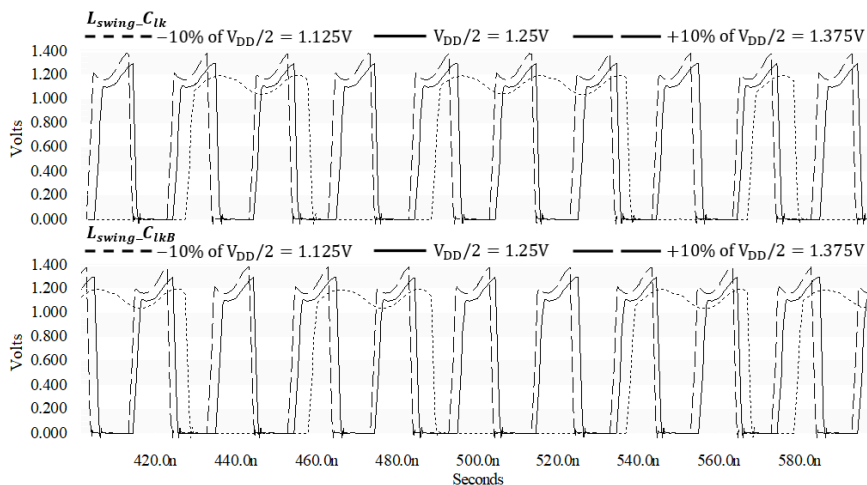 L_swing_C_lk
−10% of V_DD/2 = 1.125V V_DD/2 = 1.25V +10% of V_DD/2 = 1.375V
1.400
1.200
1.000
0.800
0.600
0.400
0.200
0.000
Volts
L_swing_C_lkB
−10% of V_DD/2 = 1.125V V_DD/2 = 1.25V +10% of V_DD/2 = 1.375V
1.400
1.200
1.000
0.800
0.600
0.400
0.200
0.000
Volts
420.0n 440.0n 460.0n 480.0n 500.0n 520.0n 540.0n 560.0n 580.0n
Seconds